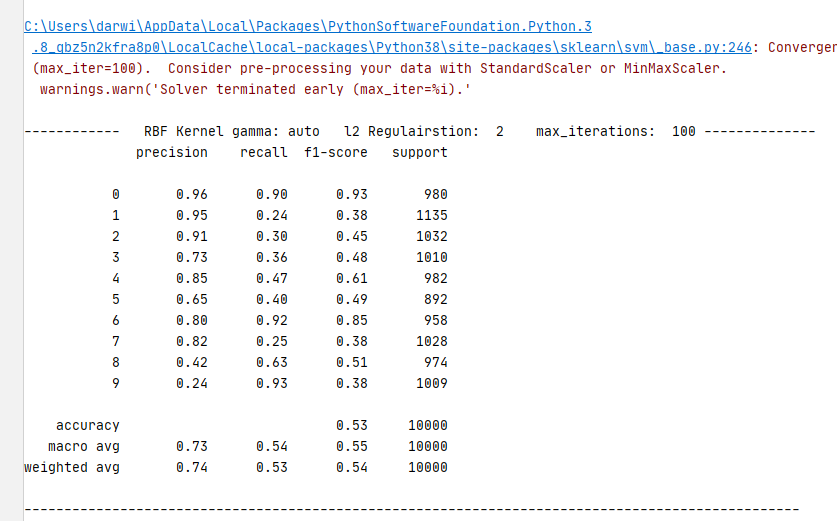 C:\Users\darwi\AppData\Local\Packages\PythonSoftwareFoundation.Python.3
.8_qbz5n2kfra8p0\LocalCache\local-packages\Python38\site-packages\sklearn\svm\_base.py:246: Converger
(max_iter=100).  Consider pre-processing your data with StandardScaler or MinMaxScaler.
warnings.warn('Solver terminated early (max_iter=%i).'
------------   RBF Kernel gamma: auto   l2 Regulairstion:  2    max_iterations:  100 --------------
precision    recall  f1-score   support
0       0.96      0.90      0.93       980
1       0.95      0.24      0.38      1135
2       0.91      0.30      0.45      1032
3       0.73      0.36      0.48      1010
4       0.85      0.47      0.61       982
5       0.65      0.40      0.49       892
6       0.80      0.92      0.85       958
7       0.82      0.25      0.38      1028
8       0.42      0.63      0.51       974
9       0.24      0.93      0.38      1009
accuracy                           0.53     10000
macro avg       0.73      0.54      0.55     10000
weighted avg       0.74      0.53      0.54     10000
-------------------------------------------------------------------------------------------------